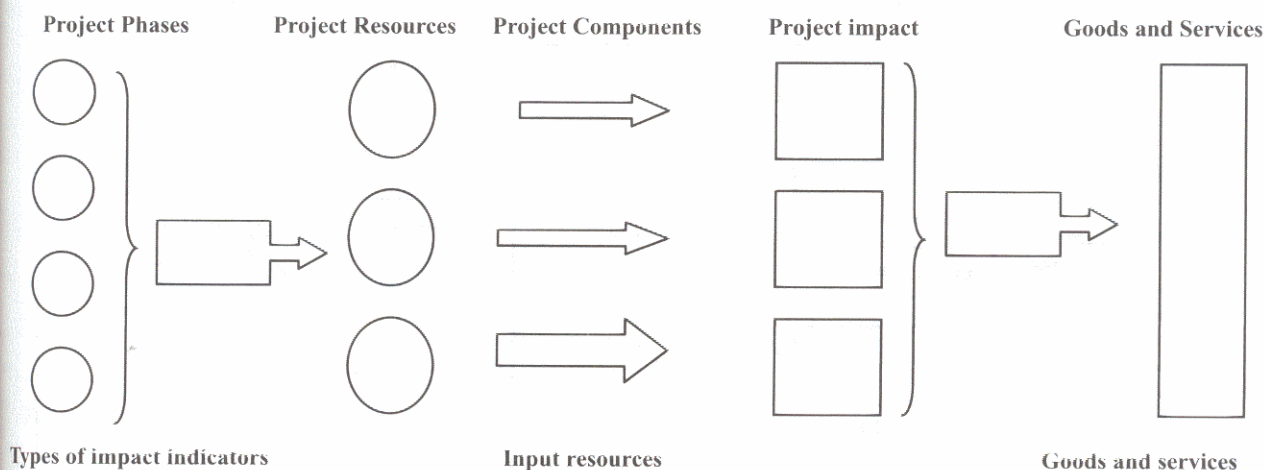 Project Phases
Project Resources
Project Components
Project impact
Goods and Services
Types of impact indicators
Input resources
Goods and services